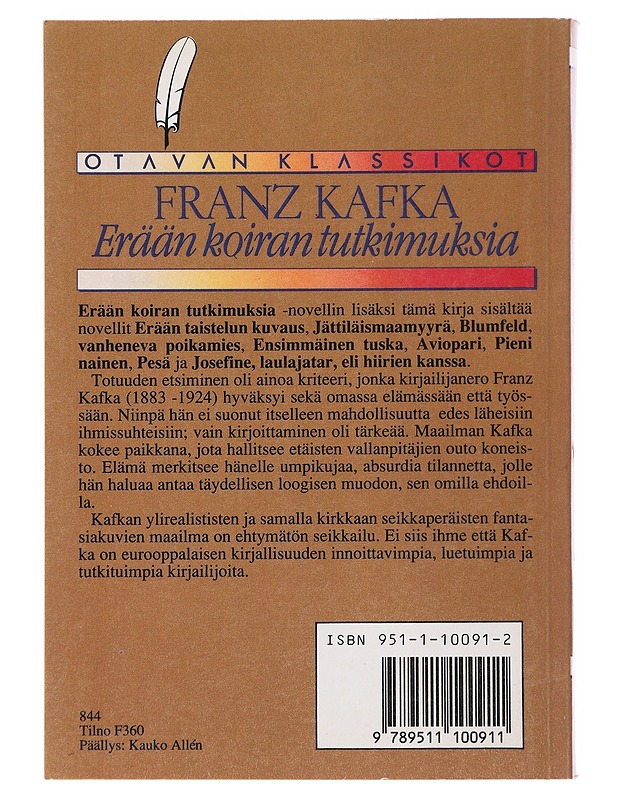 OTAVAN KLASSIKOT
FRANZ KAFKA
Erään koiran tutkimuksia
Erään koiran tutkimuksia -novellin lisäksi tämä kirja sisältää
novellit Erään taistelun kuvaus, Jättiläismaamyyrä, Blumfeld,
vanheneva poikamies, Ensimmäinen tuska, Aviopari, Pieni
nainen, Pesä ja Josefine, laulajatar, eli hiirien kanssa.
Totuuden etsiminen oli ainoa kriteeri, jonka kirjailijanero Franz
Kafka (1883 -1924) hyväksyi sekä omassa elämässään että työs-
sään. Niinpä hän ei suonut itselleen mahdollisuutta edes läheisiin
ihmissuhteisiin; vain kirjoittaminen oli tärkeää. Maailman Kafka
kokee paikkana, jota hallitsee etäisten vallanpitäjien outo koneis-
to. Elämä merkitsee hänelle umpikujaa, absurdia tilannetta, jolle
hän haluaa antaa täydellisen loogisen muodon, sen omilla ehdoil-
la.
Kafkan ylirealististen ja samalla kirkkaan seikkaperäisten fanta-
siakuvien maailma on ehtymätön seikkailu. Ei siis ihme että Kaf-
ka on eurooppalaisen kirjallisuuden innoittavimpia, luetuimpia ja
tutkituimpia kirjailijoita.
ISBN 951-1-10091-2
9 789511 100911
844
Tilno F360
Päällys: Kauko Allén